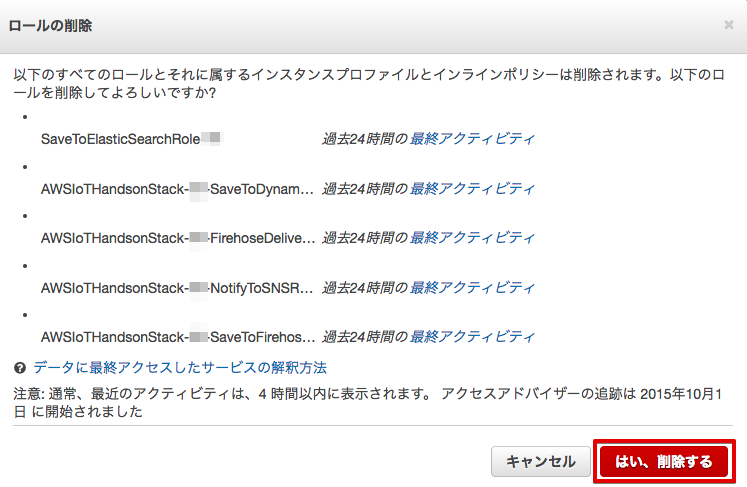 ロールの削除
×
以下のすべてのロールとそれに属するインスタンスプロファイルとインラインポリシーは削除されます。以下のロ
ールを削除してよろしいですか?
SaveToElasticSearchRole 過去24時間の最終アクティビティ
AWSIoTHandsonStack- -SaveToDynam... 過去24時間の最終アクティビティ
AWSIoTHandsonStack- -FirehoseDelive... 過去24時間の最終アクティビティ
AWSIoTHandsonStack- -NotifyToSNSR... 過去24時間の最終アクティビティ
AWSIoTHandsonStack- -SaveToFirehos... 過去24時間の最終アクティビティ
? データに最終アクセスしたサービスの解釈方法
注意: 通常、最近のアクティビティは、4 時間以内に表示されます。 アクセスアドバイザーの追跡は 2015年10月1
日 に開始されました
キャンセル はい、削除する